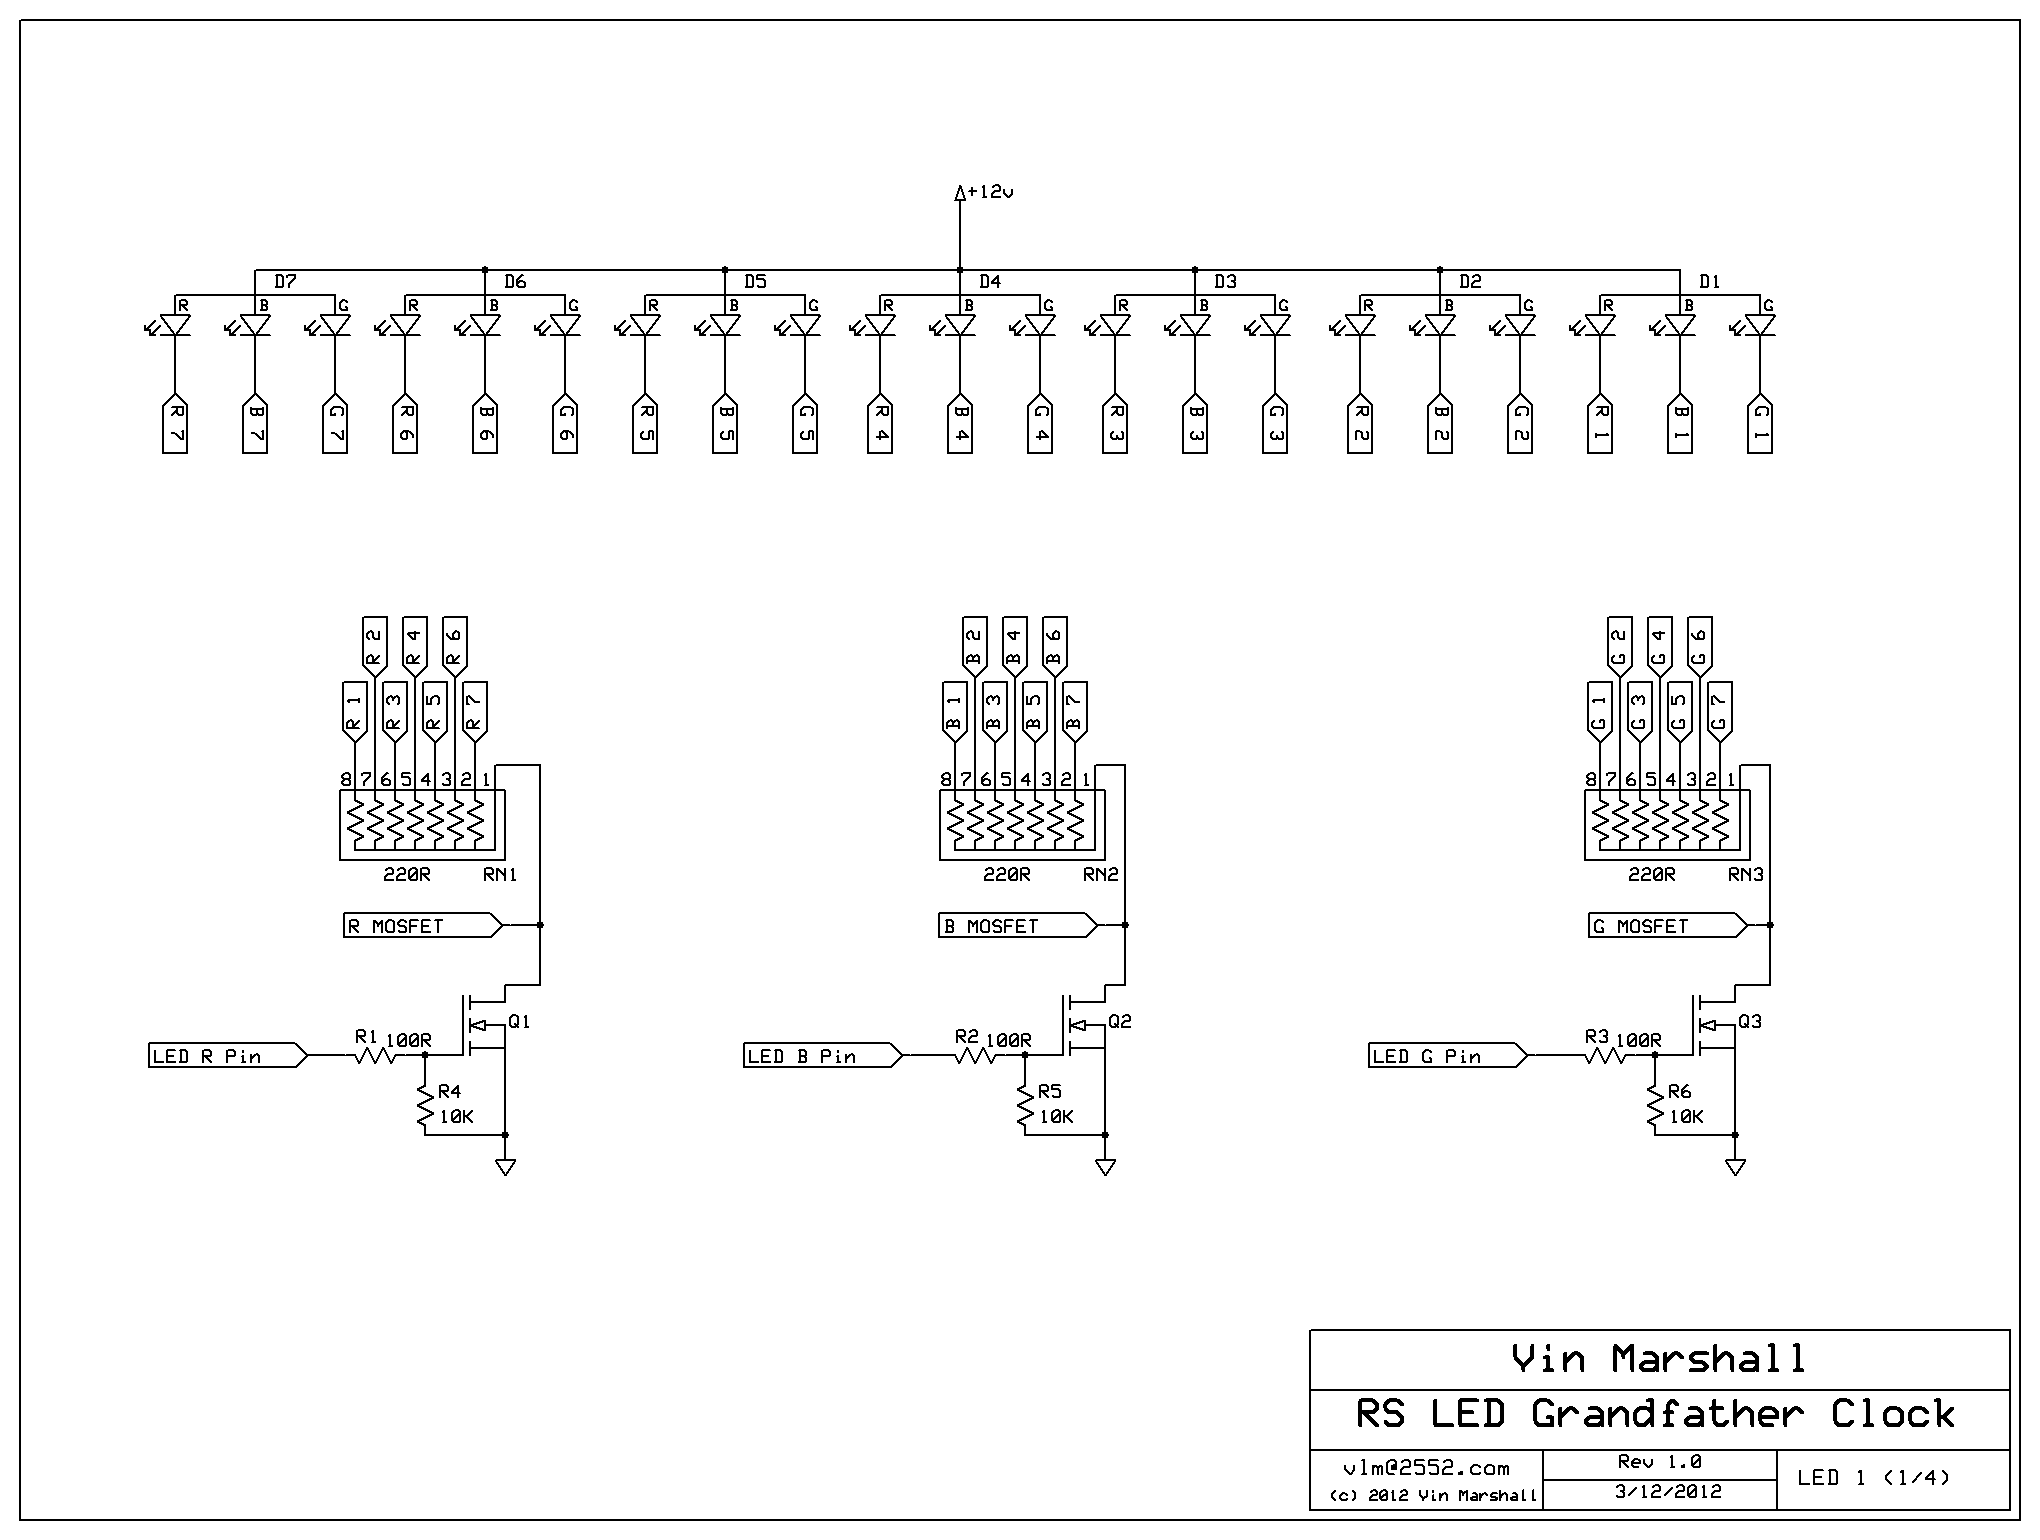 +12v
D7 D6 D5 D4 D3 D2 D1
R B G R B G R B G R B G R B G R B G R B G
R 7 B 7 G 7 R 6 B 6 G 6 R 5 B 5 G 5 R 4 B 4 G 4 R 3 B 3 G 3 R 2 B 2 G 2 R 1 B 1 G 1
R 2 R 4 R 6 B 2 B 4 B 6 G 2 G 4 G 6
R 1 R 3 R 5 R 7 B 1 B 3 B 5 B 7 G 1 G 3 G 5 G 7
8 7 6 5 4 3 2 1 8 7 6 5 4 3 2 1 8 7 6 5 4 3 2 1
220R RN1 220R RN2 220R RN3
R MOSFET B MOSFET G MOSFET
Q1 Q2 Q3
R1 100R R2 100R R3 100R
LED R Pin LED B Pin LED G Pin
R4 R5 R6
10K 10K 10K
Vin Marshall
RS LED Grandfather Clock
vlm@2552.com
(c) 2012 Vin Marshall
Rev 1.0
3/12/2012
LED 1 (1/4)